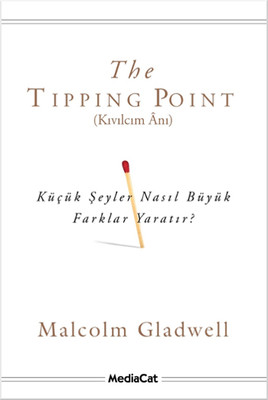 The
TIPPING POINT
(Kıvılcım Ânı)
Küçük Şeyler Nasıl Büyük
Farklar Yaratır?
Malcolm Gladwell
MediaCat